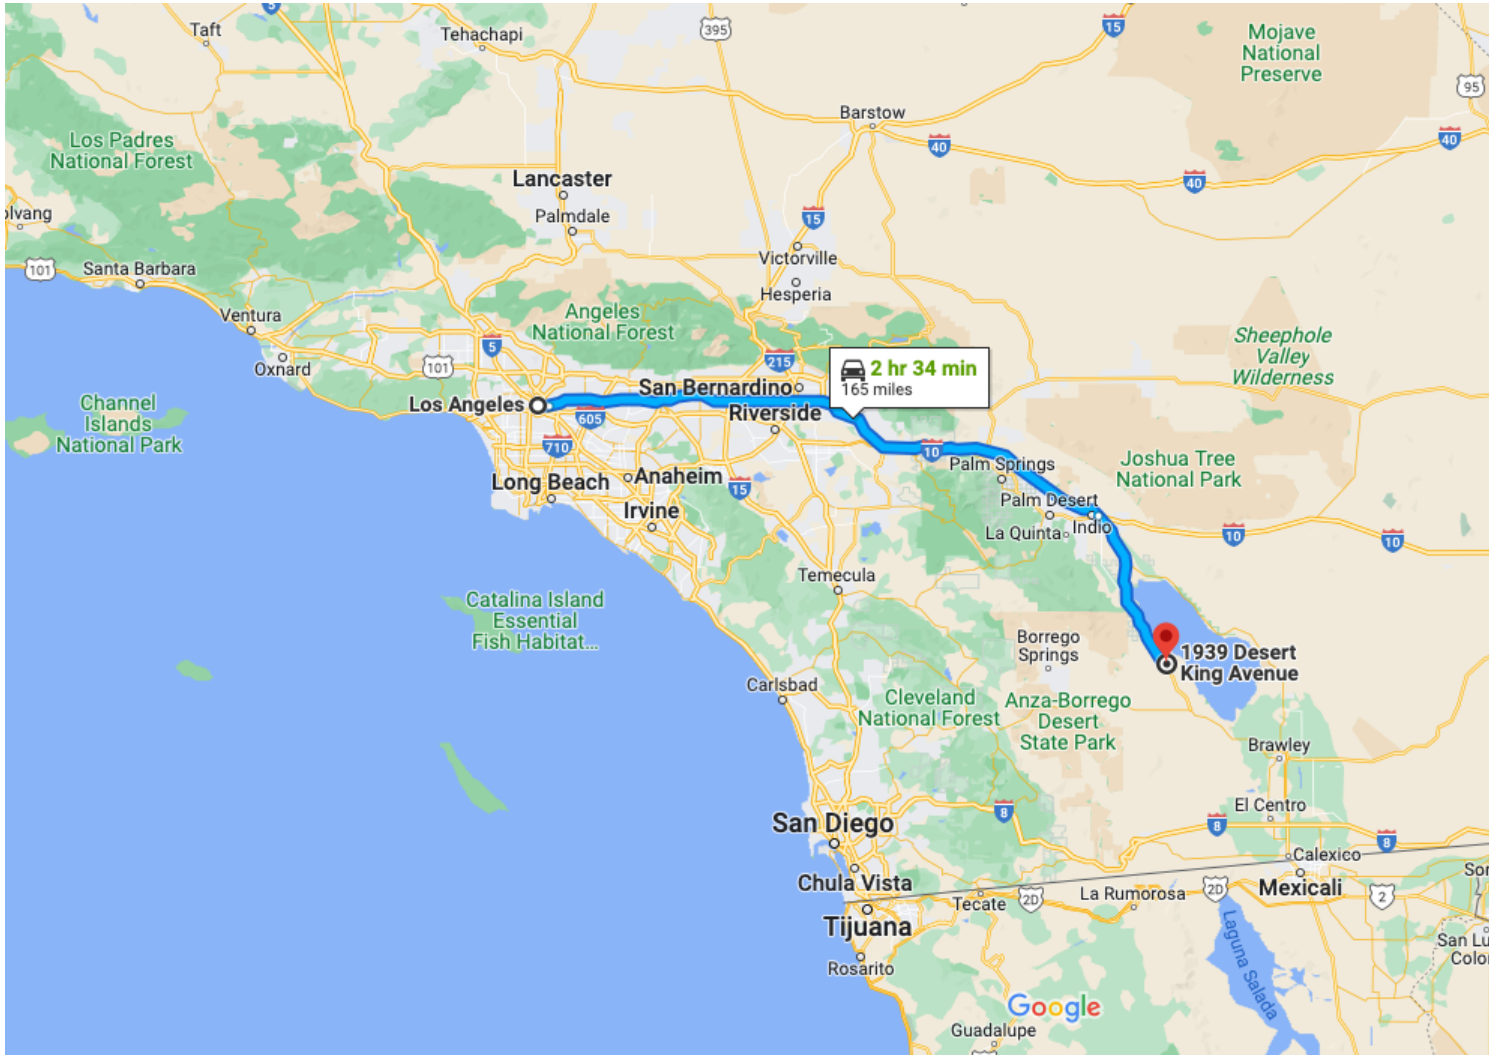 5
Taft
Tehachapi
395
15
Mojave
National
Preserve
95
Barstow
40
40
40
Los Padres
National Forest
Lancaster
Palmdale
15
olvang
101
Santa Barbara
Victorville
Hesperia
Ventura
Angeles
National Forest
5
215
Sheephole
Valley
Wilderness
Oxnard
101
2 hr 34 min
165 miles
San Bernardino
Los Angeles
605
Riverside
Channel
Islands
National Park
710
10
Palm Springs
Joshua Tree
National Park
Long Beach
Anaheim
15
Palm Desert
Irvine
La Quinta
Indio
10
10
Temecula
Catalina Island
Essential
Fish Habitat...
Borrego
Springs
1939 Desert
King Avenue
Carlsbad
Cleveland
National Forest
Anza-Borrego
Desert
State Park
Brawley
El Centro
8
8
8
San Diego
Calexico
Chula Vista
Mexicali
Tecate
2D
La Rumorosa
2D
2
Sor
Tijuana
Laguna Salada
San Lu
Colo
Rosarito
Google
Guadalupe